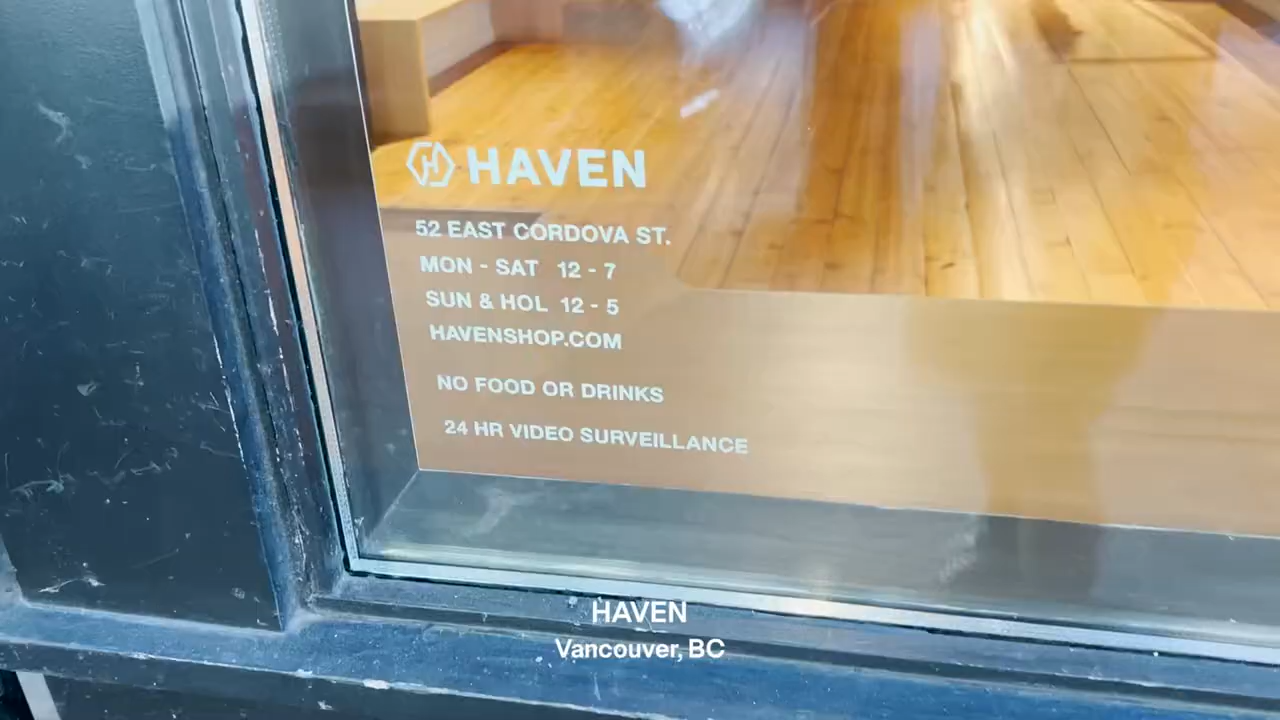 HAVEN
52 EAST CORDOVA ST.
MON - SAT 12 - 7
SUN & HOL 12 - 5
HAVENSHOP.COM
NO FOOD OR DRINKS
24 HR VIDEO SURVEILLANCE
HAVEN
Vancouver, BC